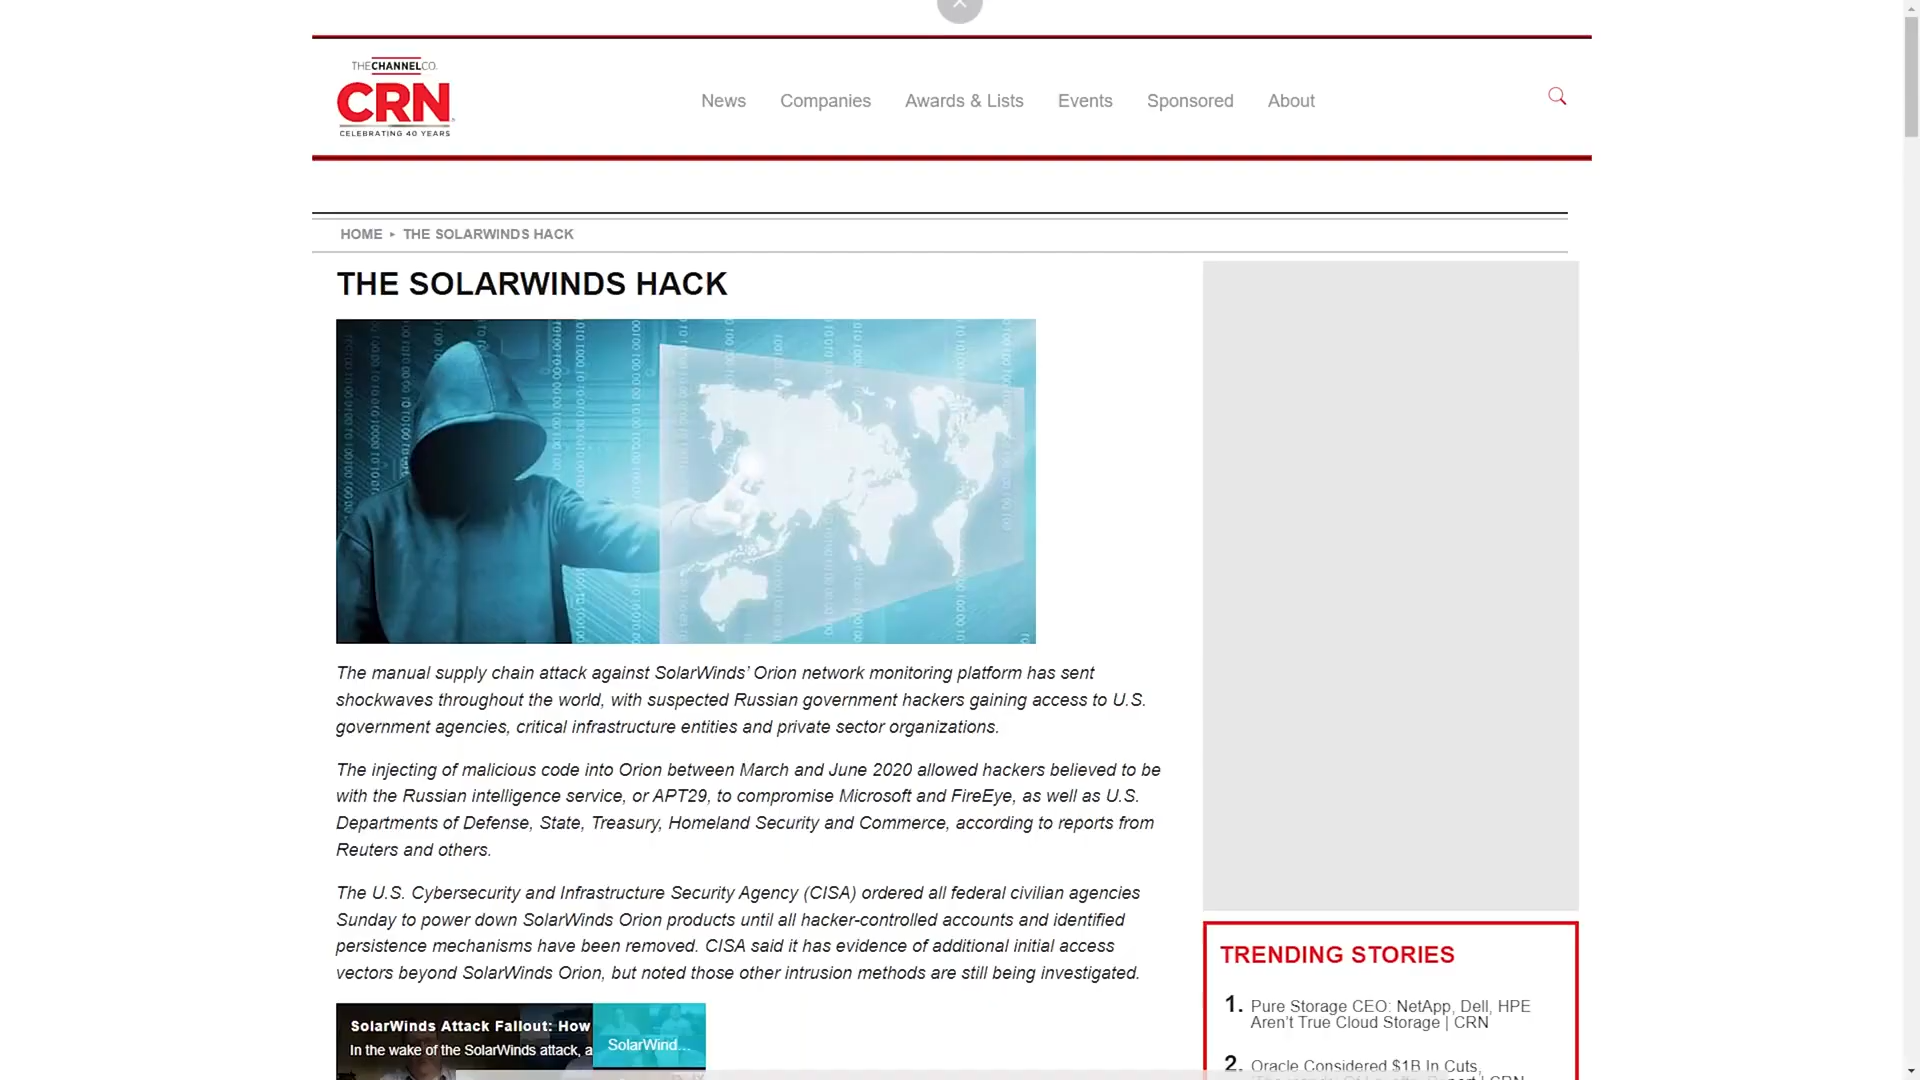 THECHANNELCO.
CRN
CELEBRATING 40 YEARS
News Companies Awards & Lists Events Sponsored About
HOME ▸ THE SOLARWINDS HACK
THE SOLARWINDS HACK
The manual supply chain attack against SolarWinds’ Orion network monitoring platform has sent
shockwaves throughout the world, with suspected Russian government hackers gaining access to U.S.
government agencies, critical infrastructure entities and private sector organizations.
The injecting of malicious code into Orion between March and June 2020 allowed hackers believed to be
with the Russian intelligence service, or APT29, to compromise Microsoft and FireEye, as well as U.S.
Departments of Defense, State, Treasury, Homeland Security and Commerce, according to reports from
Reuters and others.
The U.S. Cybersecurity and Infrastructure Security Agency (CISA) ordered all federal civilian agencies
Sunday to power down SolarWinds Orion products until all hacker-controlled accounts and identified
persistence mechanisms have been removed. CISA said it has evidence of additional initial access
vectors beyond SolarWinds Orion, but noted those other intrusion methods are still being investigated.
SolarWinds Attack Fallout: How
In the wake of the SolarWinds attack, a
SolarWind...
TRENDING STORIES
1. Pure Storage CEO: NetApp, Dell, HPE
Aren’t True Cloud Storage | CRN
2. Oracle Considered $1B In Cuts,